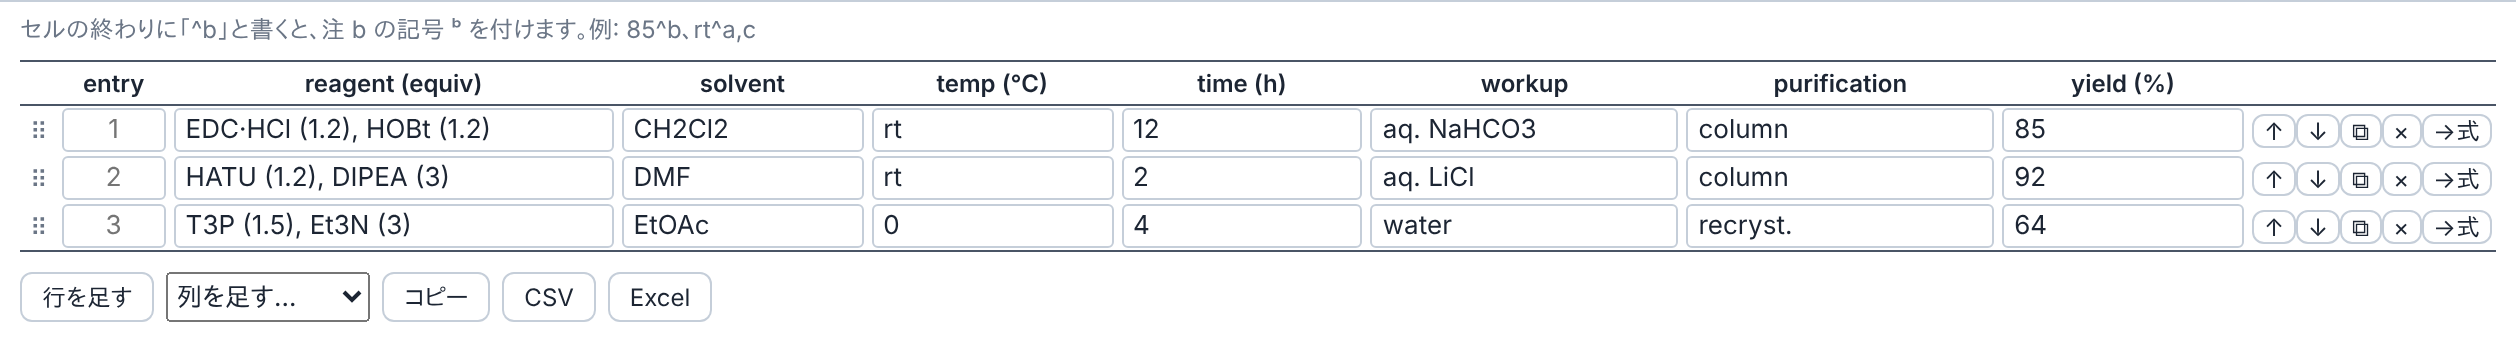 セルの終わりに「^b」と書くと、注 b の記号 ᵇ を付けます。例: 85^b、rt^a,c
entry reagent (equiv) solvent temp (°C) time (h) workup purification yield (%)
1 EDC·HCl (1.2), HOBt (1.2) CH2Cl2 rt 12 aq. NaHCO3 column 85 ↑ ↓ ⧉ × →式
2 HATU (1.2), DIPEA (3) DMF rt 2 aq. LiCl column 92 ↑ ↓ ⧉ × →式
3 T3P (1.5), Et3N (3) EtOAc 0 4 water recryst. 64 ↑ ↓ ⧉ × →式
行を足す 列を足す... コピー CSV Excel